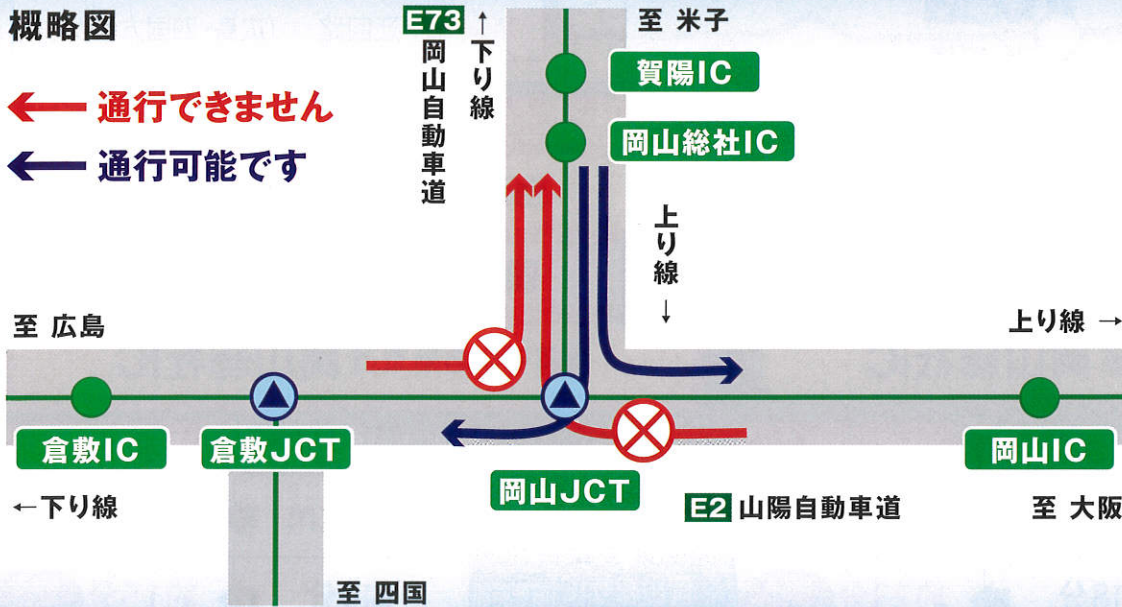 概略図
← 通行できません
← 通行可能です
E73
岡山自動車道
↑下り線
至 米子
賀陽IC
岡山総社IC
上り線↓
至 広島
上り線 →
倉敷IC
倉敷JCT
岡山JCT
岡山IC
←下り線
E2 山陽自動車道
至 大阪
至 四国